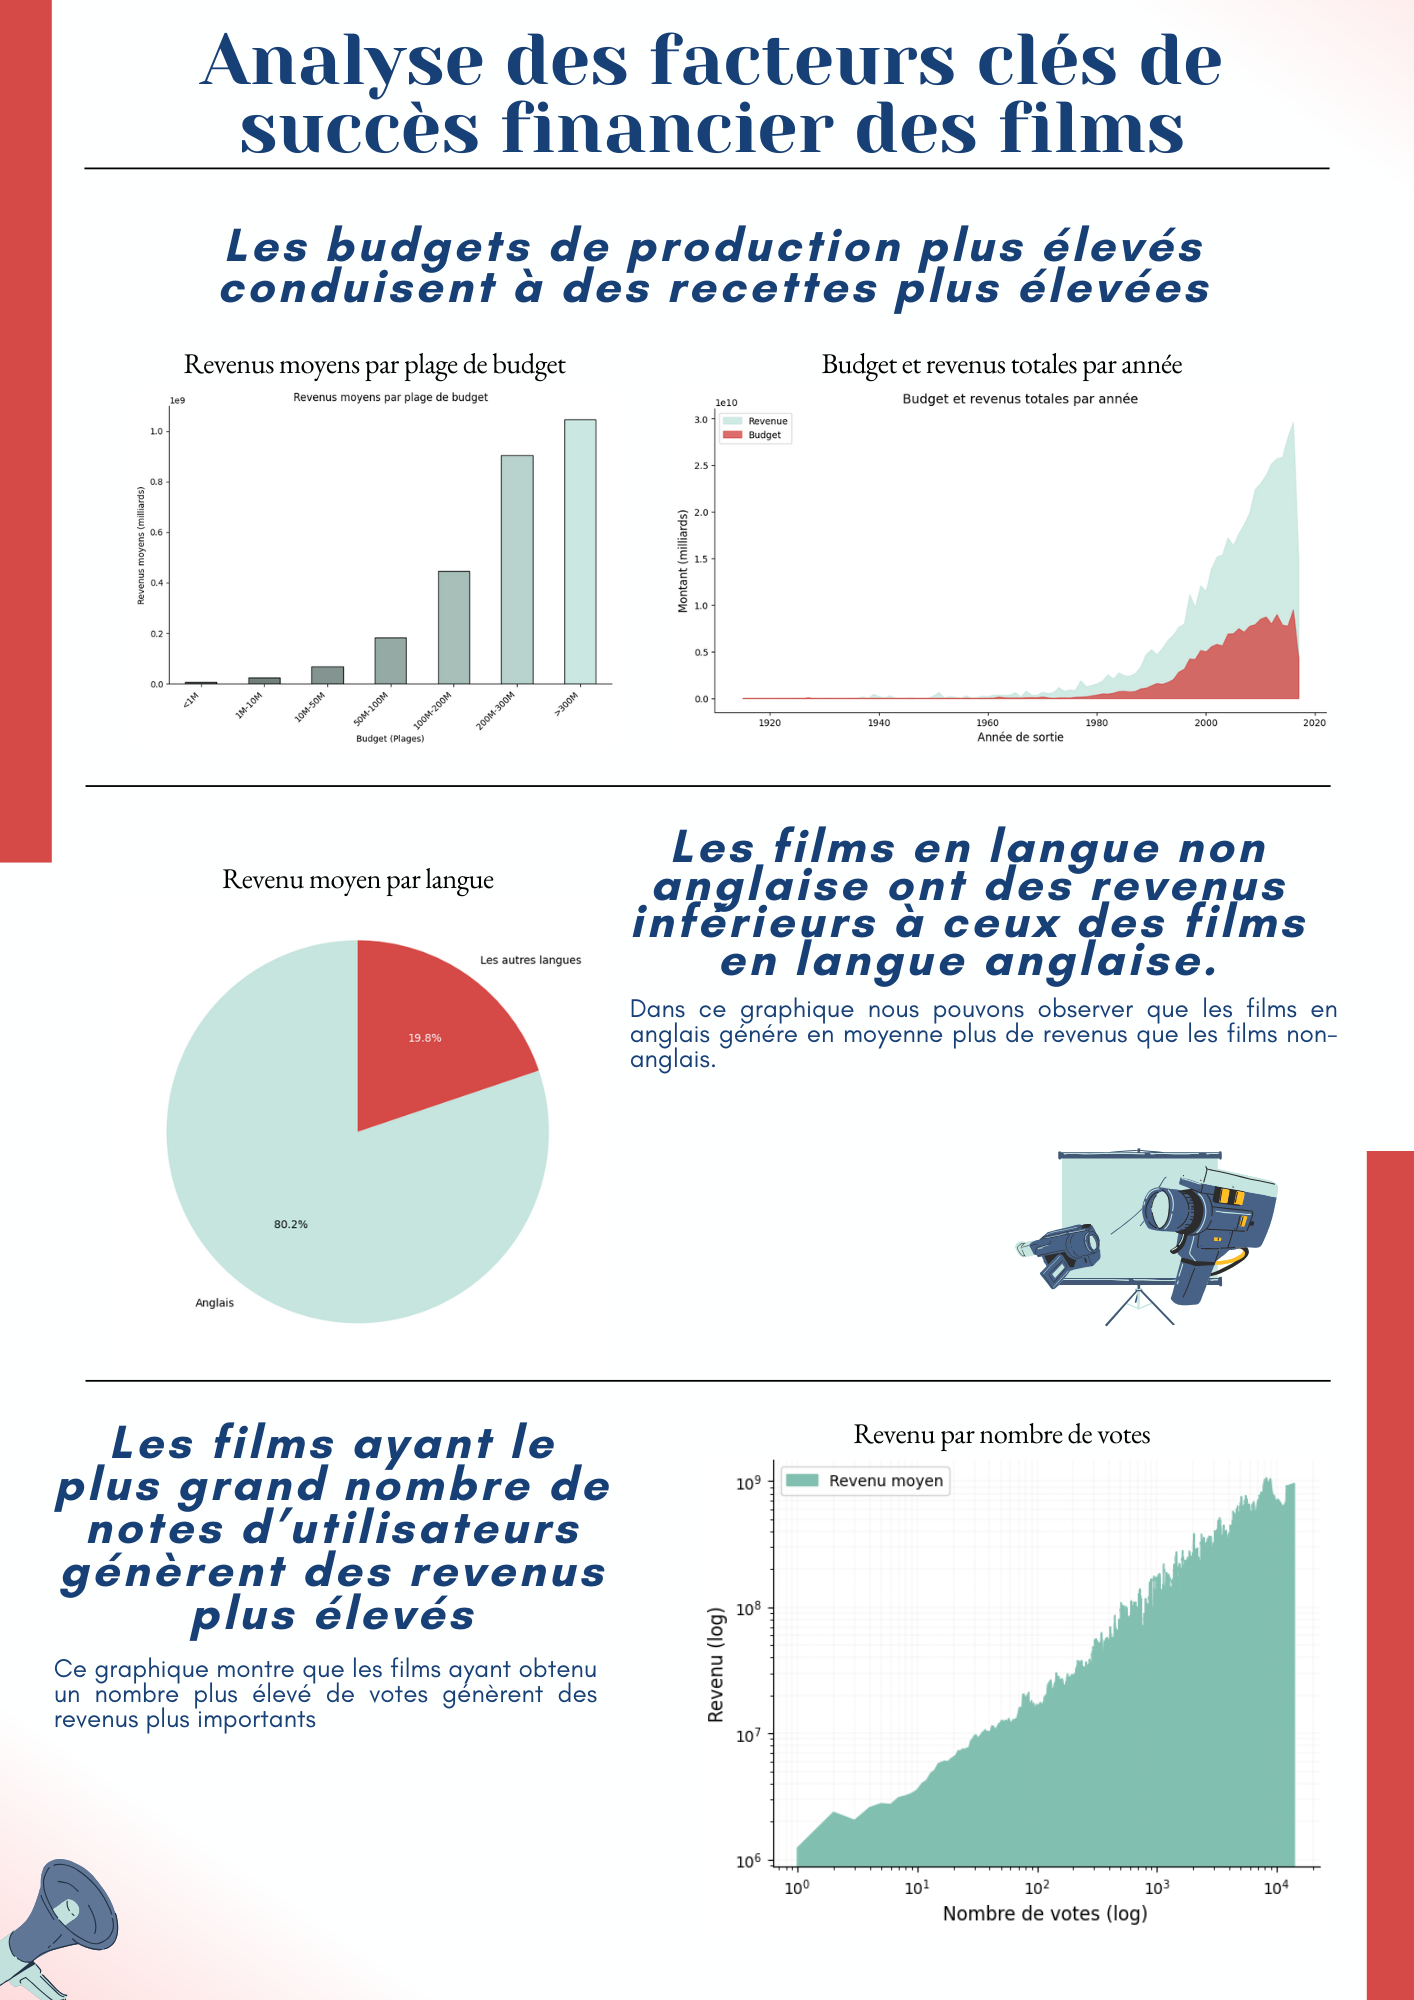 Analyse des facteurs clés de
succès financier des films
Les budgets de production plus élevés
conduisent à des recettes plus élevées
Revenus moyens par plage de budget
Revenus moyens par plage de budget
1e9
1.0
0.8
0.6
0.4
0.2
0.0
Revenus moyens (milliards)
<1M
1M-10M
10M-50M
50M-100M
100M-200M
200M-300M
>300M
Budget (Plages)
Budget et revenus totales par année
Budget et revenus totales par année
1e10
Revenue
Budget
3.0
2.5
2.0
1.5
1.0
0.5
0.0
Montant (milliards)
1920
1940
1960
1980
2000
2020
Année de sortie
Revenu moyen par langue
Les autres langues
19.8%
80.2%
Anglais
Les films en langue non
anglaise ont des revenus
inférieurs à ceux des films
en langue anglaise.
Dans ce graphique nous pouvons observer que les films en
anglais génére en moyenne plus de revenus que les films non-
anglais.
Les films ayant le
plus grand nombre de
notes d’utilisateurs
génèrent des revenus
plus élevés
Ce graphique montre que les films ayant obtenu
un nombre plus élevé de votes génèrent des
revenus plus importants
Revenu par nombre de votes
Revenu moyen
10⁹
10⁸
10⁷
10⁶
Revenu (log)
10⁰
10¹
10²
10³
10⁴
Nombre de votes (log)